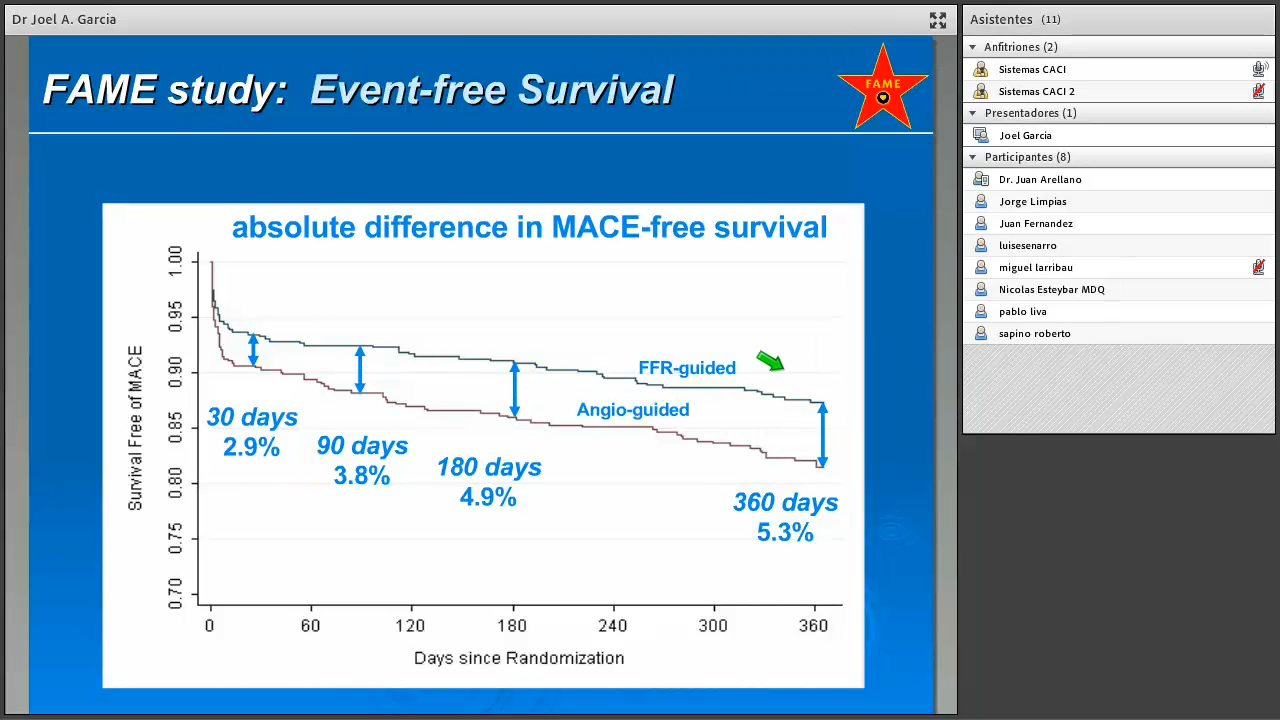 Dr Joel A. Garcia
FAME study: Event-free Survival
FAME
absolute difference in MACE-free survival
Survival Free of MACE
1.00
0.95
0.90
0.85
0.80
0.75
0.70
FFR-guided
Angio-guided
30 days
2.9%
90 days
3.8%
180 days
4.9%
360 days
5.3%
0 60 120 180 240 300 360
Days since Randomization
Asistentes (11)
Anfitriones (2)
Sistemas CACI
Sistemas CACI 2
Presentadores (1)
Joel Garcia
Participantes (8)
Dr. Juan Arellano
Jorge Limpias
Juan Fernandez
luisesenarro
miguel larribau
Nicolas Esteybar MDQ
pablo liva
sapino roberto